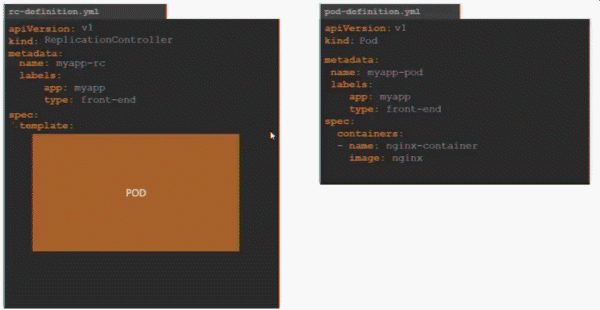 rc-definition.yml
apiVersion: v1
kind: ReplicationController
metadata:
name: myapp-rc
labels:
app: myapp
type: front-end
spec:
template:
POD
pod-definition.yml
apiVersion: v1
kind: Pod
metadata:
name: myapp-pod
labels:
app: myapp
type: front-end
spec:
containers:
- name: nginx-container
image: nginx